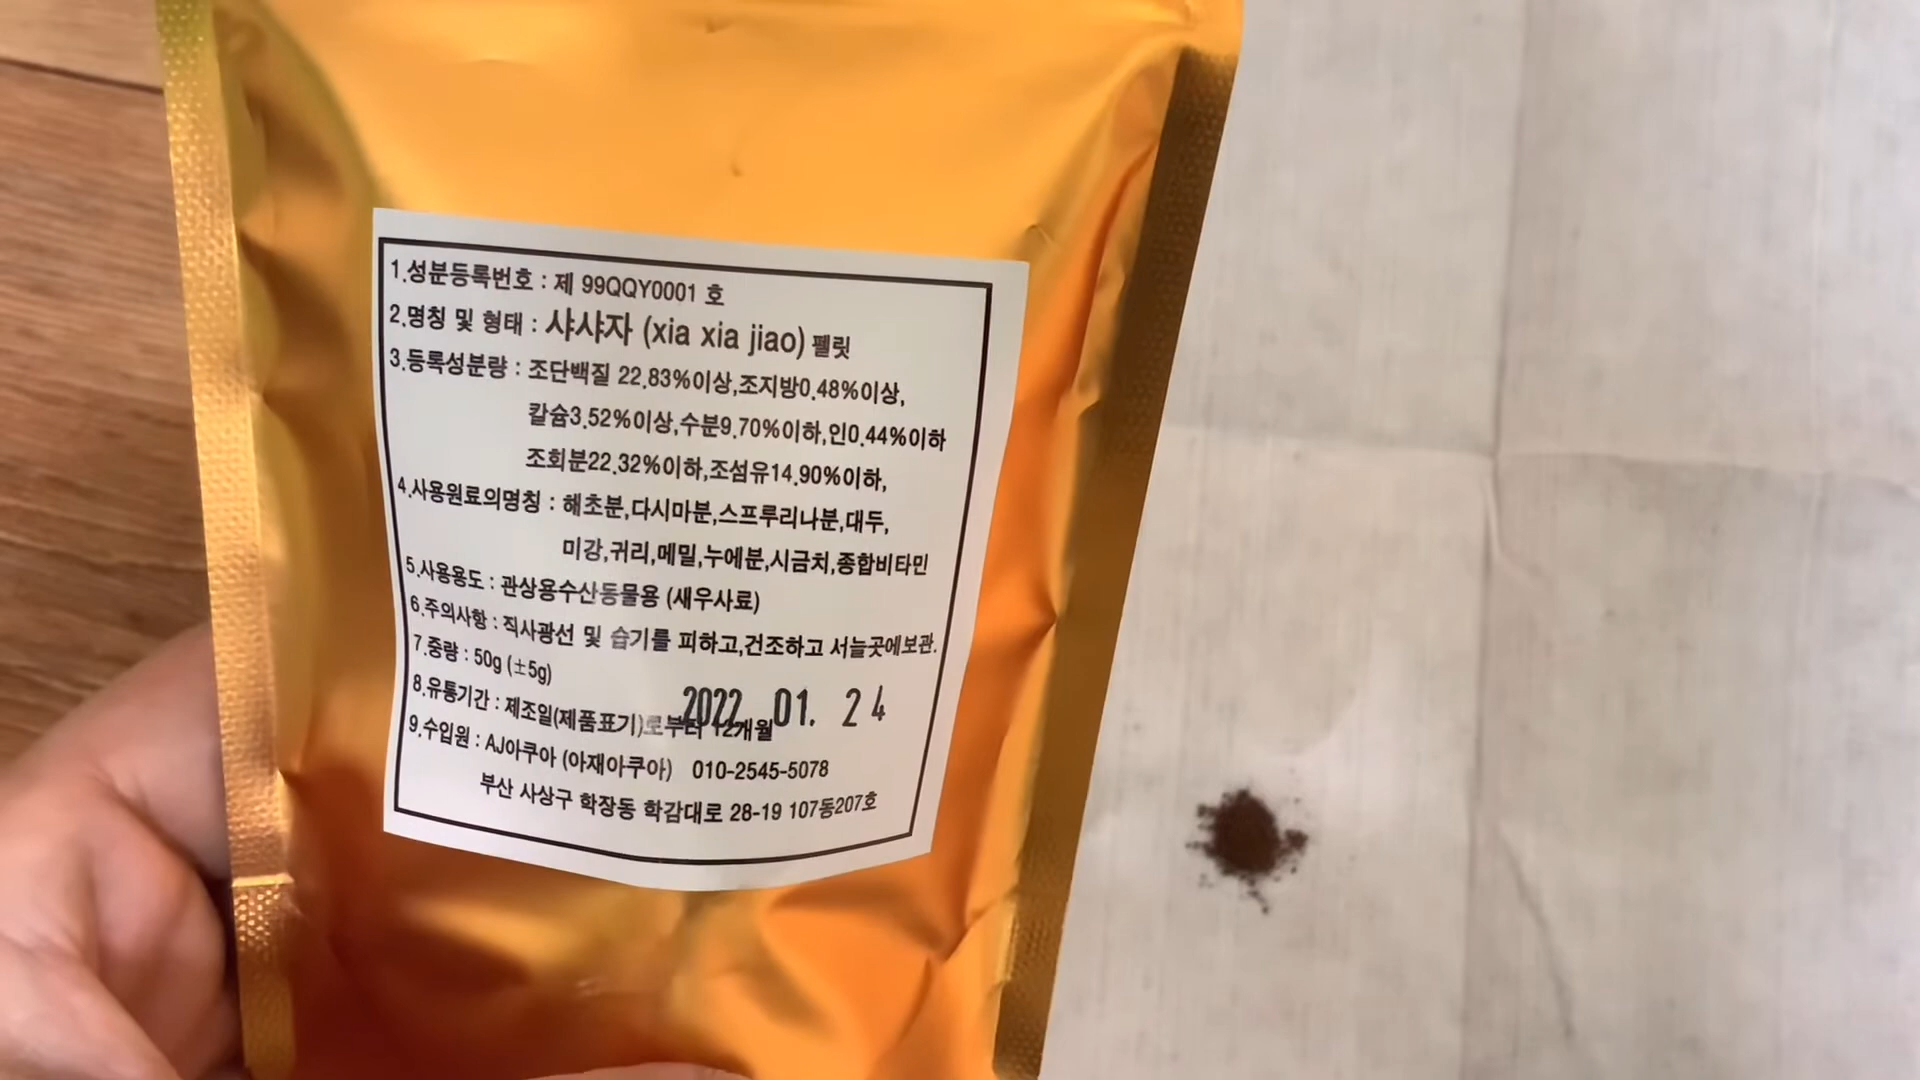 1.성분등록번호 : 제 99QQY0001 호
2.명칭 및 형태 : 샤샤자 (xia xia jiao) 펠릿
3.등록성분량 : 조단백질 22.83%이상,조지방0.48%이상,
칼슘3.52%이상,수분9.70%이하,인0.44%이하
조회분22.32%이하,조섬유14.90%이하,
4.사용원료의명칭 : 해초분,다시마분,스프루리나분,대두,
미강,귀리,메밀,누에분,시금치,종합비타민
5.사용용도 : 관상용수산동물용 (새우사료)
6.주의사항 : 직사광선 및 습기를 피하고,건조하고 서늘곳에보관.
7.중량 : 50g (±5g)
2022. 01. 24
8.유통기간 : 제조일(제품표기)로부터 12개월
9.수입원 : AJ아쿠아 (아재아쿠아) 010-2545-5078
부산 사상구 학장동 학감대로 28-19 107동207호